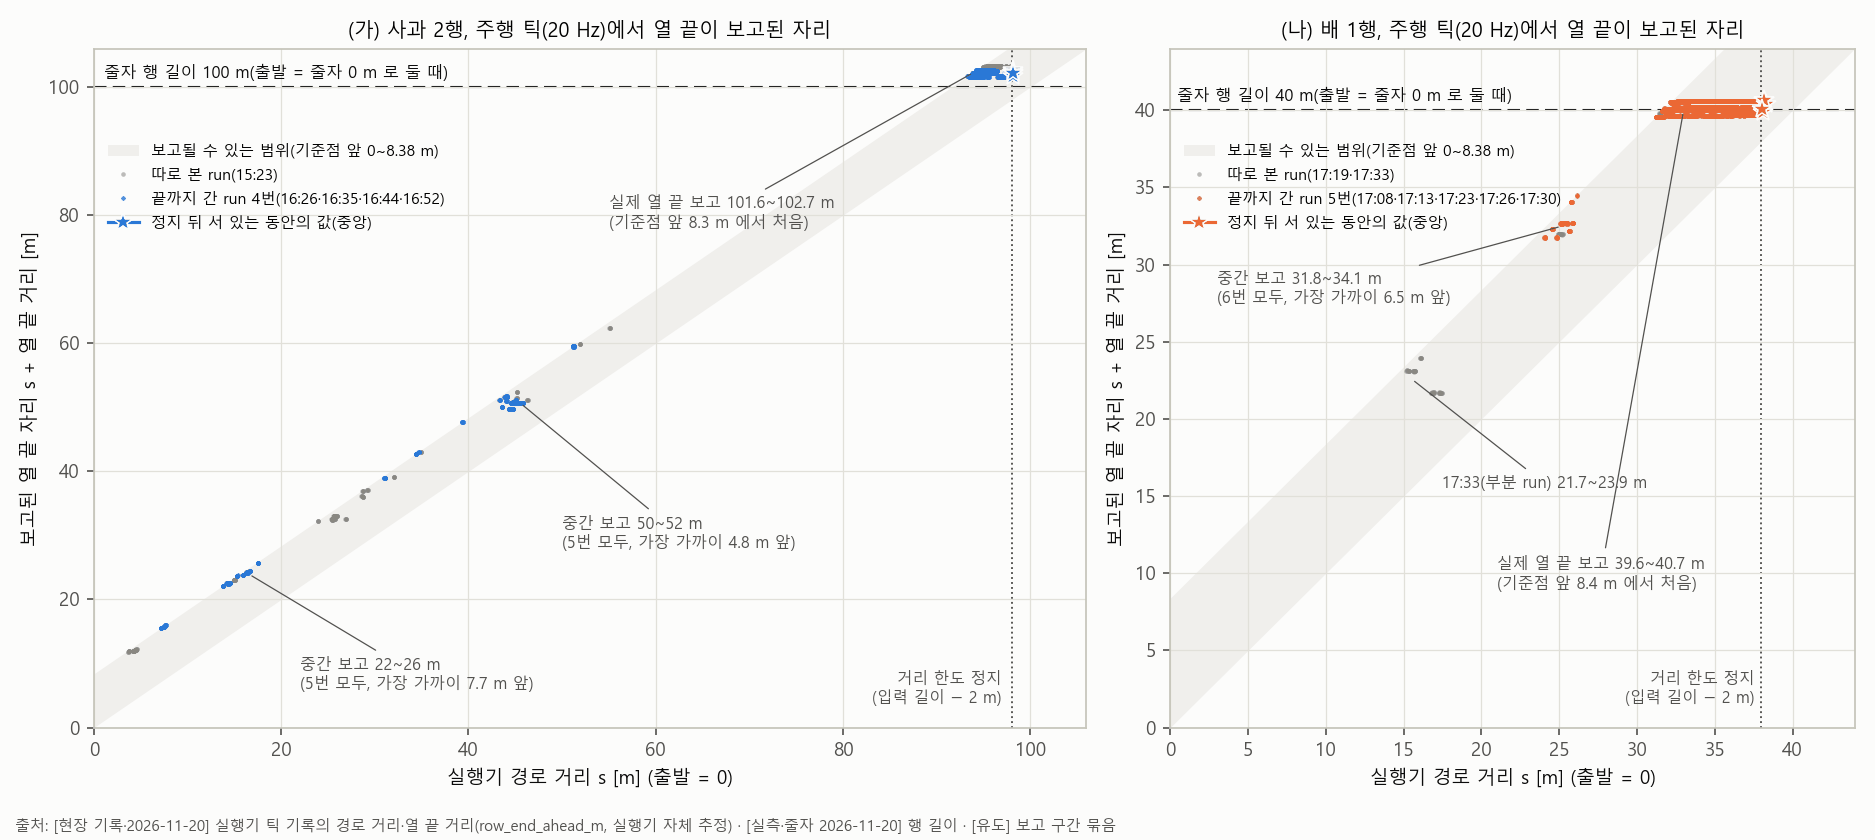 (가) 사과 2행, 주행 틱(20 Hz)에서 열 끝이 보고된 자리
줄자 행 길이 100 m(출발 = 줄자 0 m 로 둘 때)
보고될 수 있는 범위(기준점 앞 0~8.38 m)
따로 본 run(15:23)
끝까지 간 run 4번(16:26·16:35·16:44·16:52)
정지 뒤 서 있는 동안의 값(중앙)
실제 열 끝 보고 101.6~102.7 m
(기준점 앞 8.3 m 에서 처음)
중간 보고 50~52 m
(5번 모두, 가장 가까이 4.8 m 앞)
중간 보고 22~26 m
(5번 모두, 가장 가까이 7.7 m 앞)
거리 한도 정지
(입력 길이 − 2 m)
보고된 열 끝 자리 s + 열 끝 거리 [m]
100
80
60
40
20
0
0 20 40 60 80 100
실행기 경로 거리 s [m] (출발 = 0)
(나) 배 1행, 주행 틱(20 Hz)에서 열 끝이 보고된 자리
줄자 행 길이 40 m(출발 = 줄자 0 m 로 둘 때)
보고될 수 있는 범위(기준점 앞 0~8.38 m)
따로 본 run(17:19·17:33)
끝까지 간 run 5번(17:08·17:13·17:23·17:26·17:30)
정지 뒤 서 있는 동안의 값(중앙)
중간 보고 31.8~34.1 m
(6번 모두, 가장 가까이 6.5 m 앞)
17:33(부분 run) 21.7~23.9 m
실제 열 끝 보고 39.6~40.7 m
(기준점 앞 8.4 m 에서 처음)
거리 한도 정지
(입력 길이 − 2 m)
보고된 열 끝 자리 s + 열 끝 거리 [m]
40
35
30
25
20
15
10
5
0
0 5 10 15 20 25 30 35 40
실행기 경로 거리 s [m] (출발 = 0)
출처: [현장 기록·2026-11-20] 실행기 틱 기록의 경로 거리·열 끝 거리(row_end_ahead_m, 실행기 자체 추정) · [실측·줄자 2026-11-20] 행 길이 · [유도] 보고 구간 묶음